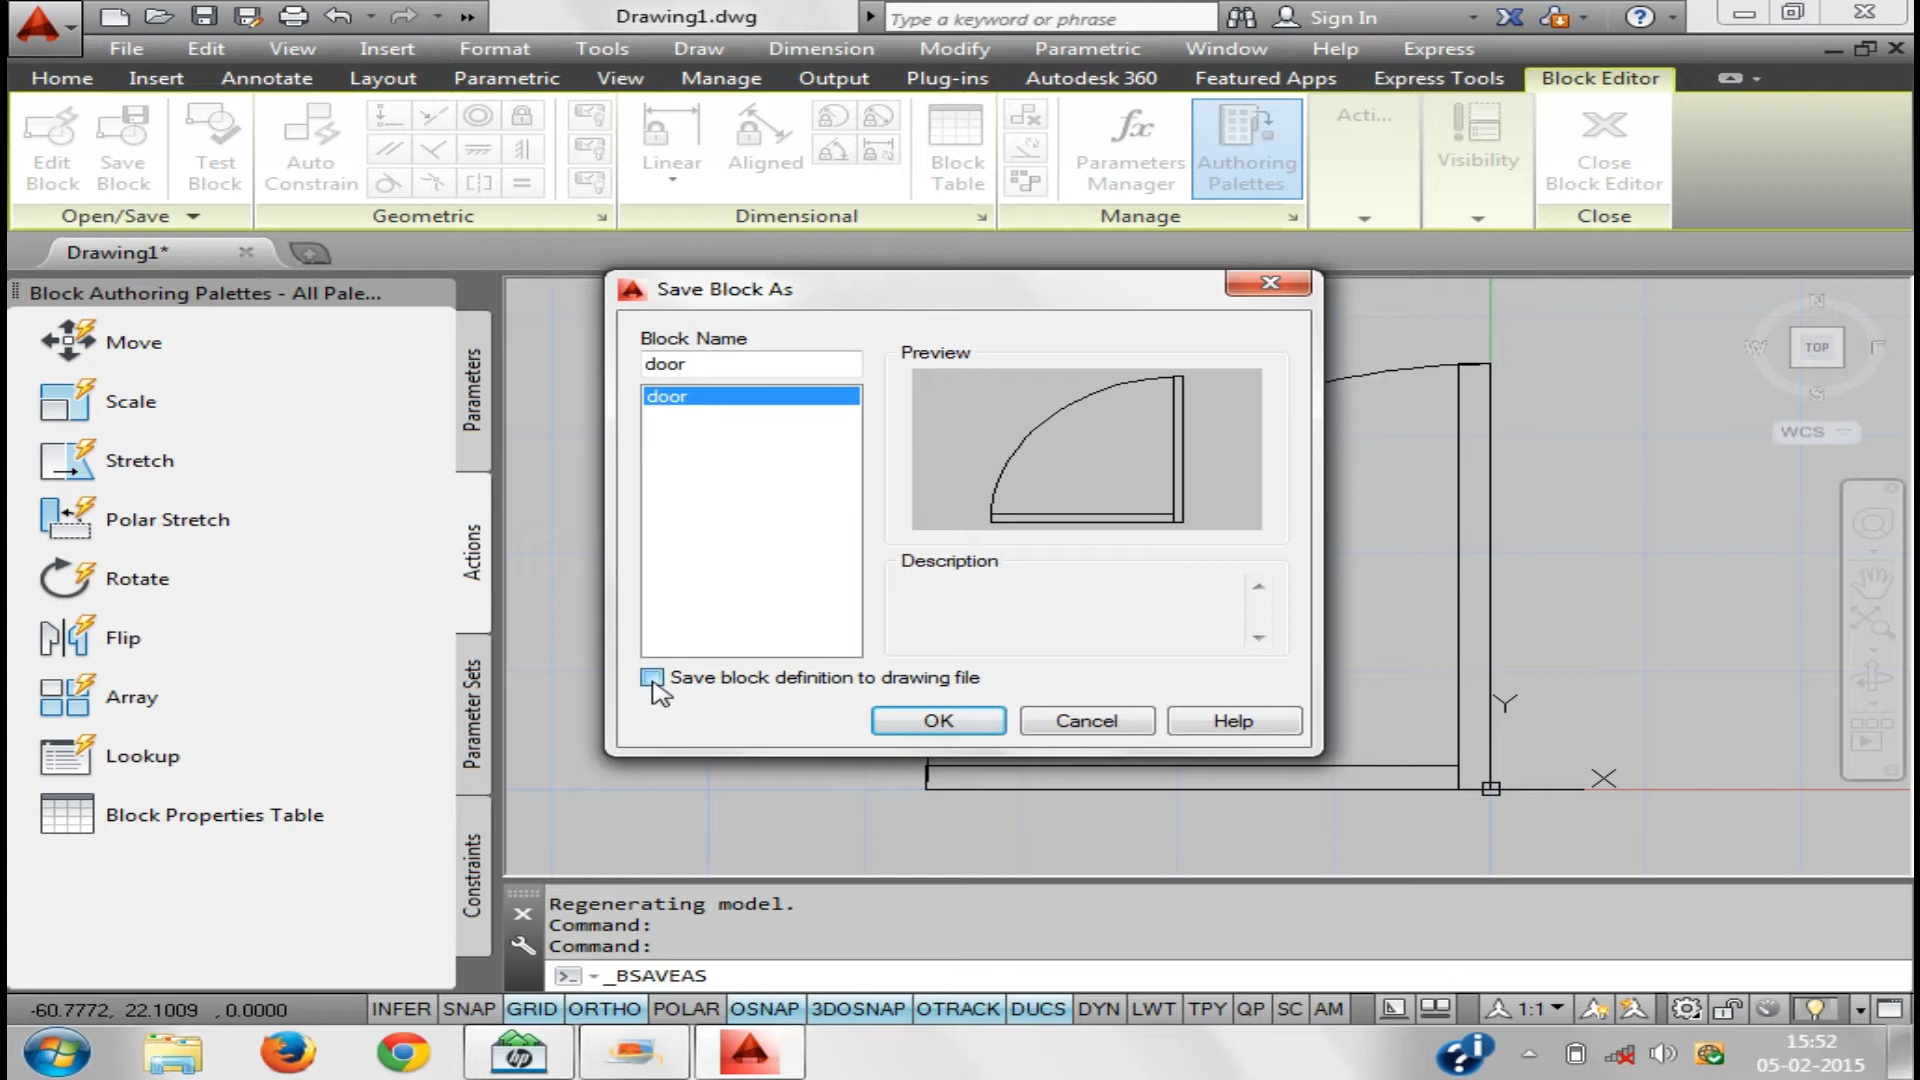 Drawing1.dwg
Type a keyword or phrase
Sign In
File Edit View Insert Format Tools Draw Dimension Modify Parametric Window Help Express
Home Insert Annotate Layout Parametric View Manage Output Plug-ins Autodesk 360 Featured Apps Express Tools Block Editor
Edit Block
Save Block
Test Block
Auto Constrain
Linear
Aligned
Block Table
fx
Parameters Manager
Authoring Palettes
Acti...
Visibility
Close Block Editor
Open/Save
Geometric
Dimensional
Manage
Close
Drawing1*
Block Authoring Palettes - All Pale...
Move
Scale
Stretch
Polar Stretch
Rotate
Flip
Array
Lookup
Block Properties Table
Parameters
Actions
Parameter Sets
Constraints
Save Block As
Block Name
door
door
Preview
Description
Save block definition to drawing file
OK
Cancel
Help
N
W
TOP
E
S
WCS
Y
X
Regenerating model.
Command:
Command:
_BSAVEAS
-60.7772, 22.1009 , 0.0000
INFER SNAP GRID ORTHO POLAR OSNAP 3DOSNAP OTRACK DUCS DYN LWT TPY QP SC AM
1:1
hp
15:52
05-02-2015